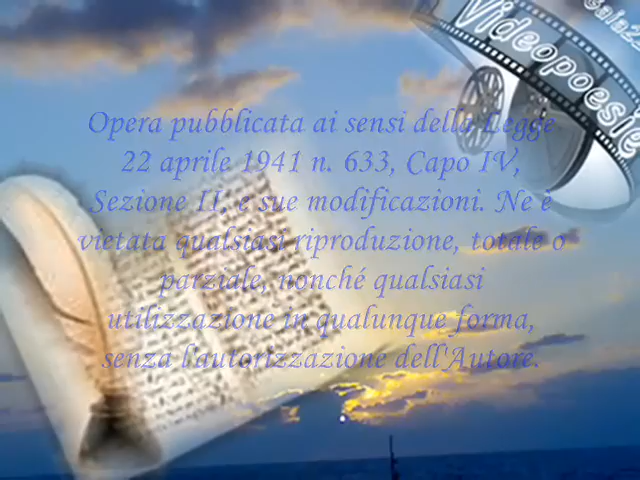 Videopoesie
Opera pubblicata ai sensi della Legge
22 aprile 1941 n. 633, Capo IV,
Sezione II, e sue modificazioni. Ne è
vietata qualsiasi riproduzione, totale o
parziale, nonché qualsiasi
utilizzazione in qualunque forma,
senza l'autorizzazione dell'Autore.